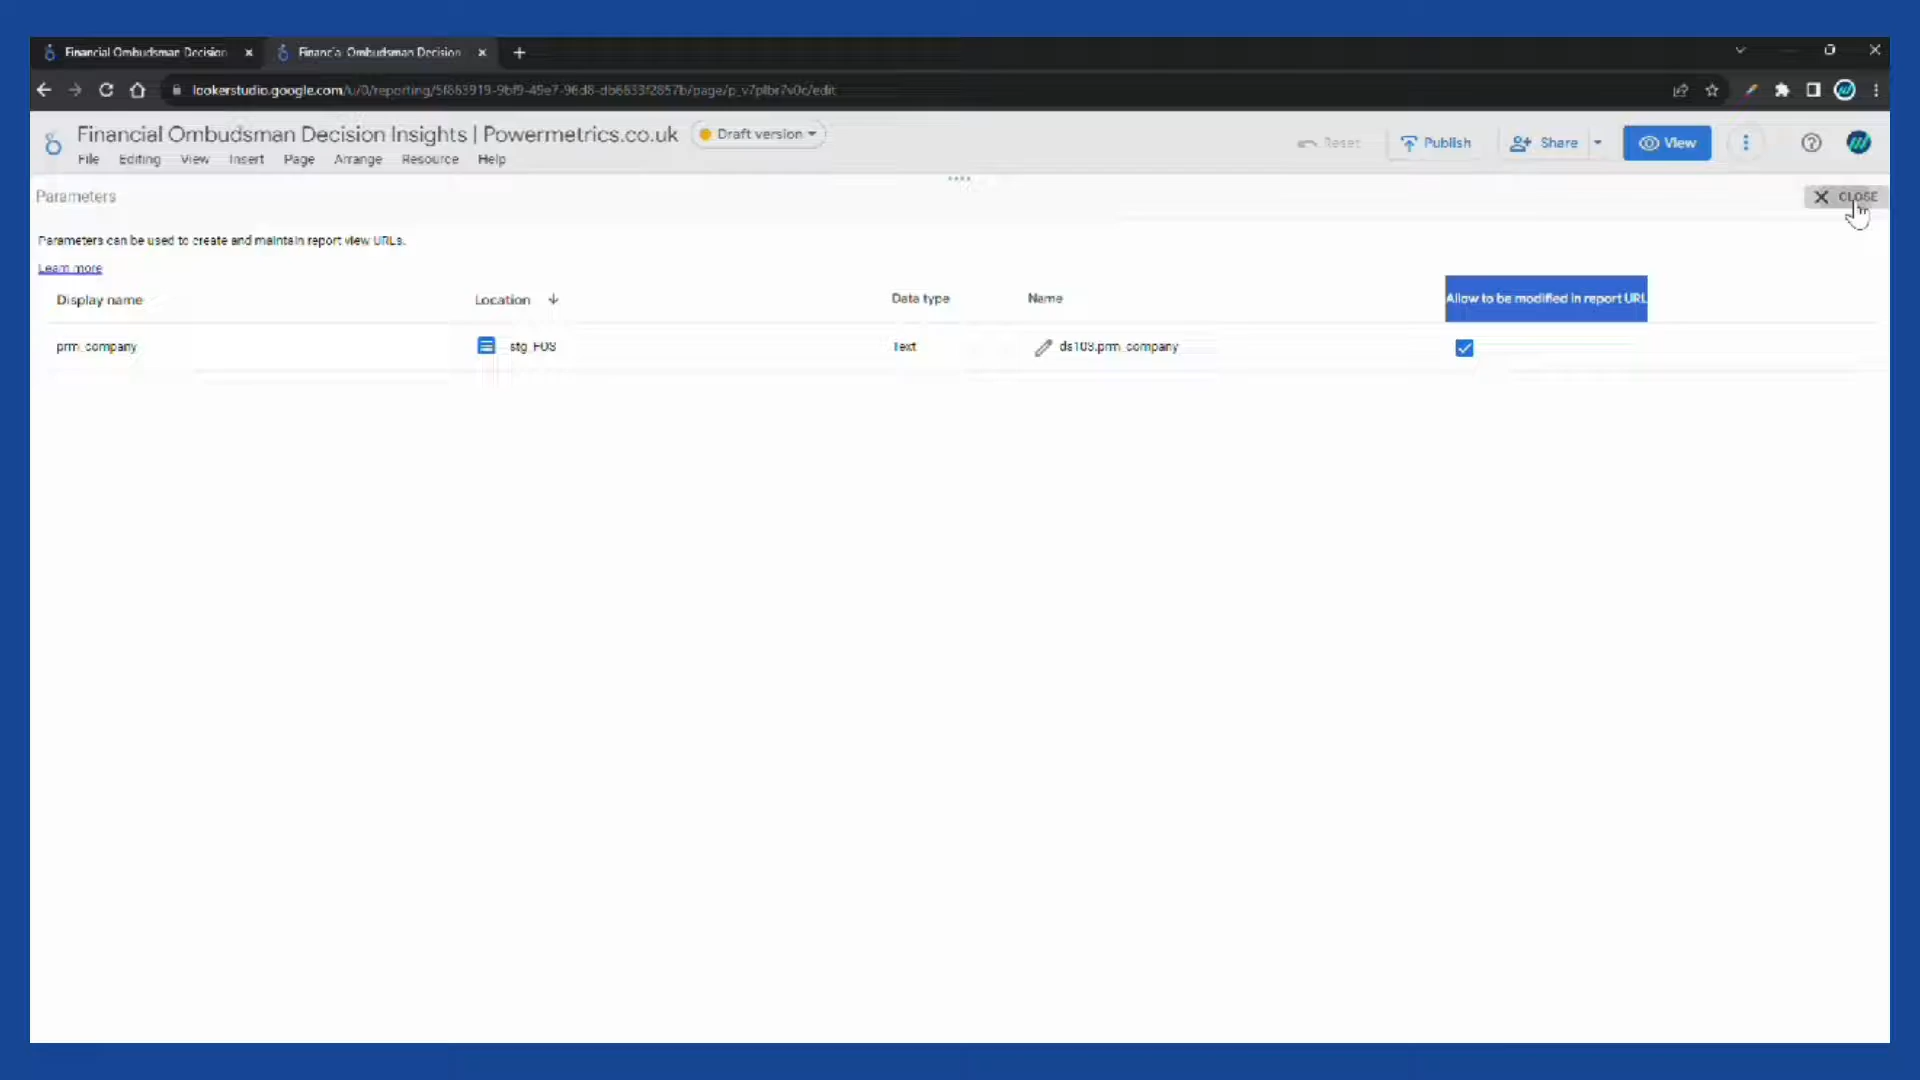 Financial Ombudsman Decision
Financial Ombudsman Decision
lookerstudio.google.com/u/0/reporting/
Financial Ombudsman Decision Insights | Powermetrics.co.uk
Draft version
Reset
Publish
Share
View
File Editing View Insert Page Arrange Resource Help
Parameters
CLOSE
Parameters can be used to create and maintain report view URLs.
Learn more
Display name Location Data type Name Allow to be modified in report URL
prm_company stg_FOS Text ds103.prm_company